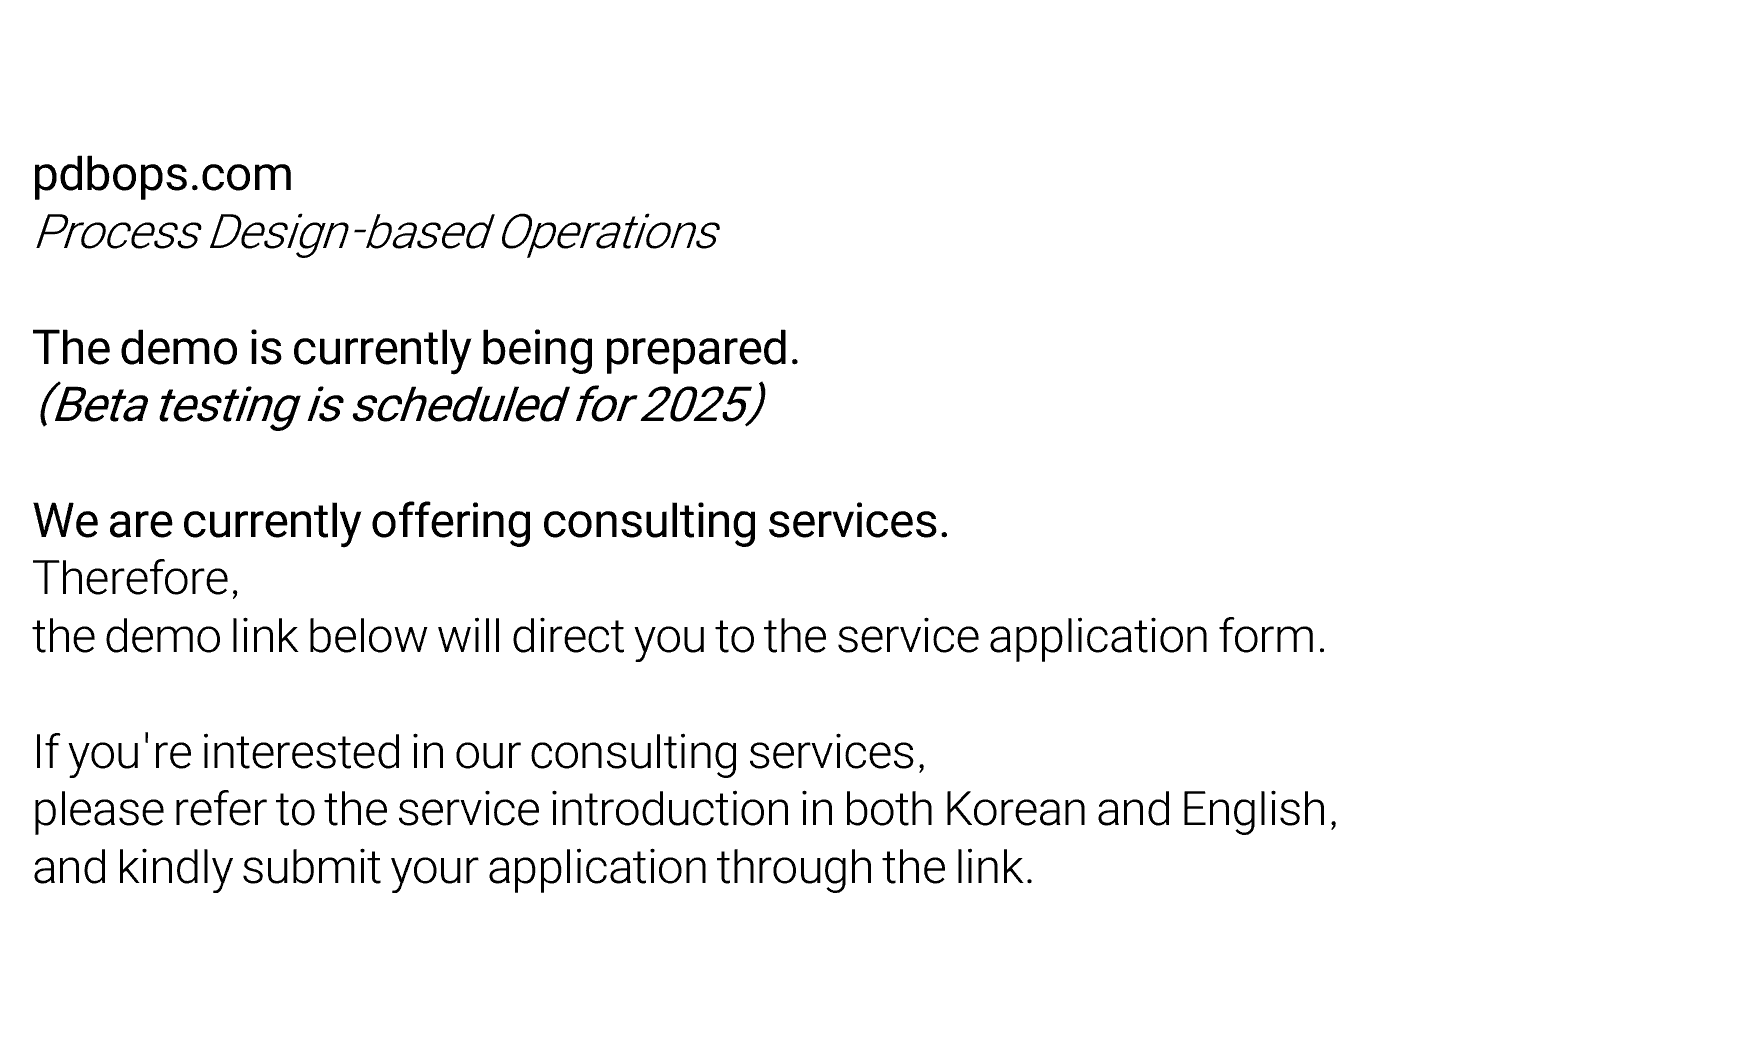 pdbops.com
Process Design-based Operations
The demo is currently being prepared.
(Beta testing is scheduled for 2025)
We are currently offering consulting services.
Therefore,
the demo link below will direct you to the service application form.
If you're interested in our consulting services,
please refer to the service introduction in both Korean and English,
and kindly submit your application through the link.